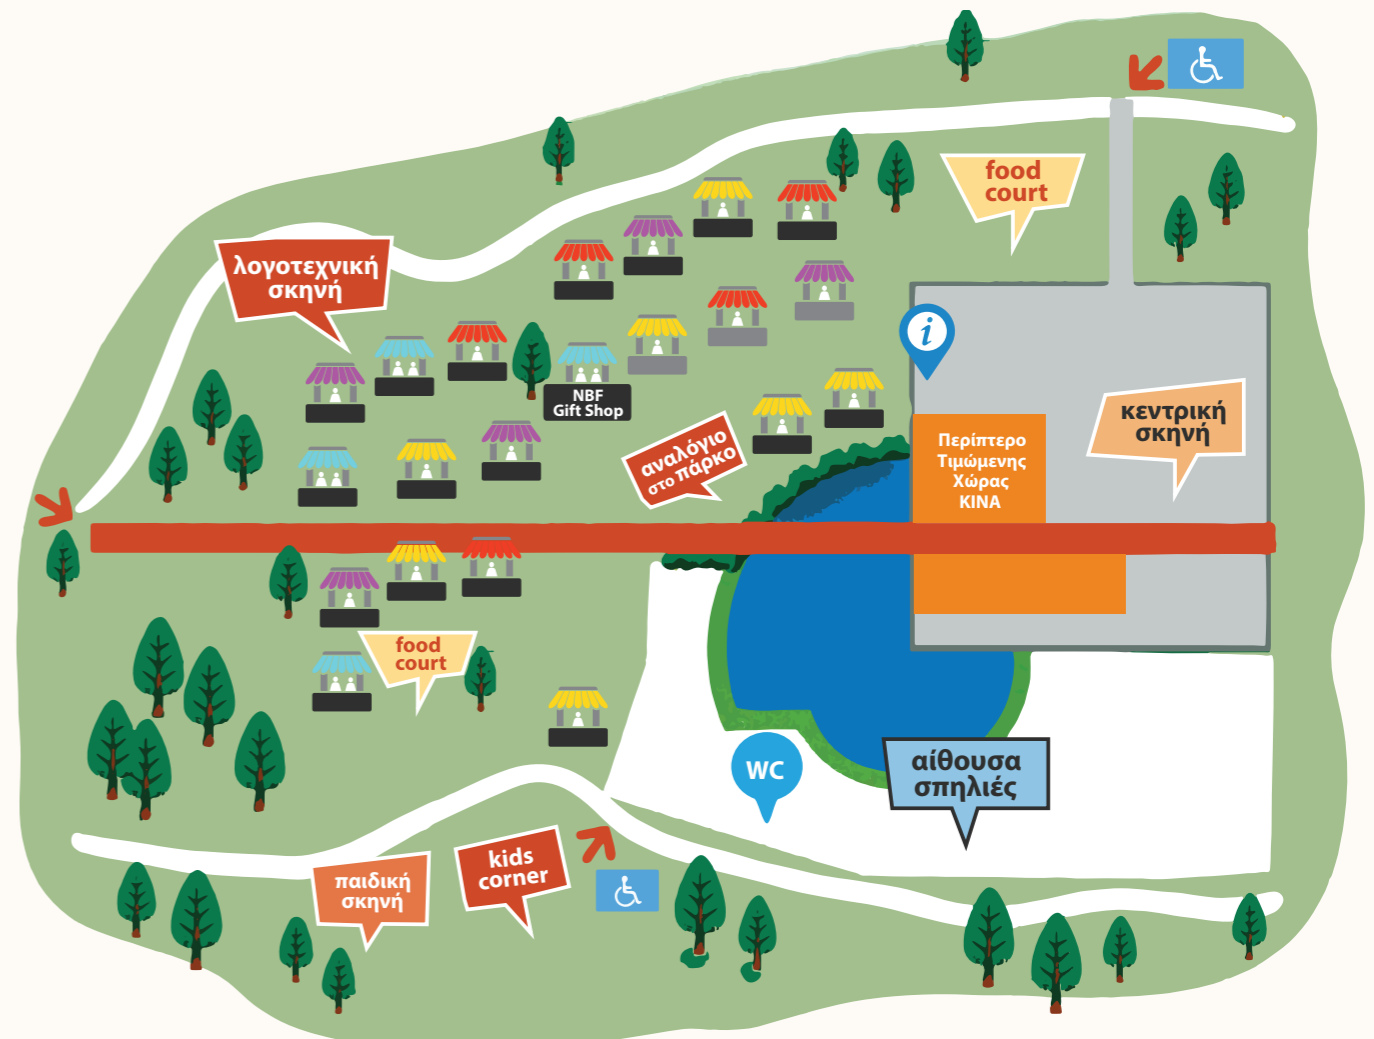 food
court
λογοτεχνική
σκηνή
i
NBF
Gift Shop
κεντρική
σκηνή
αναλόγιο
στο πάρκο
Περίπτερο
Τιμώμενης
Χώρας
ΚΙΝΑ
food
court
WC
αίθουσα
σπηλιές
kids
corner
παιδική
σκηνή